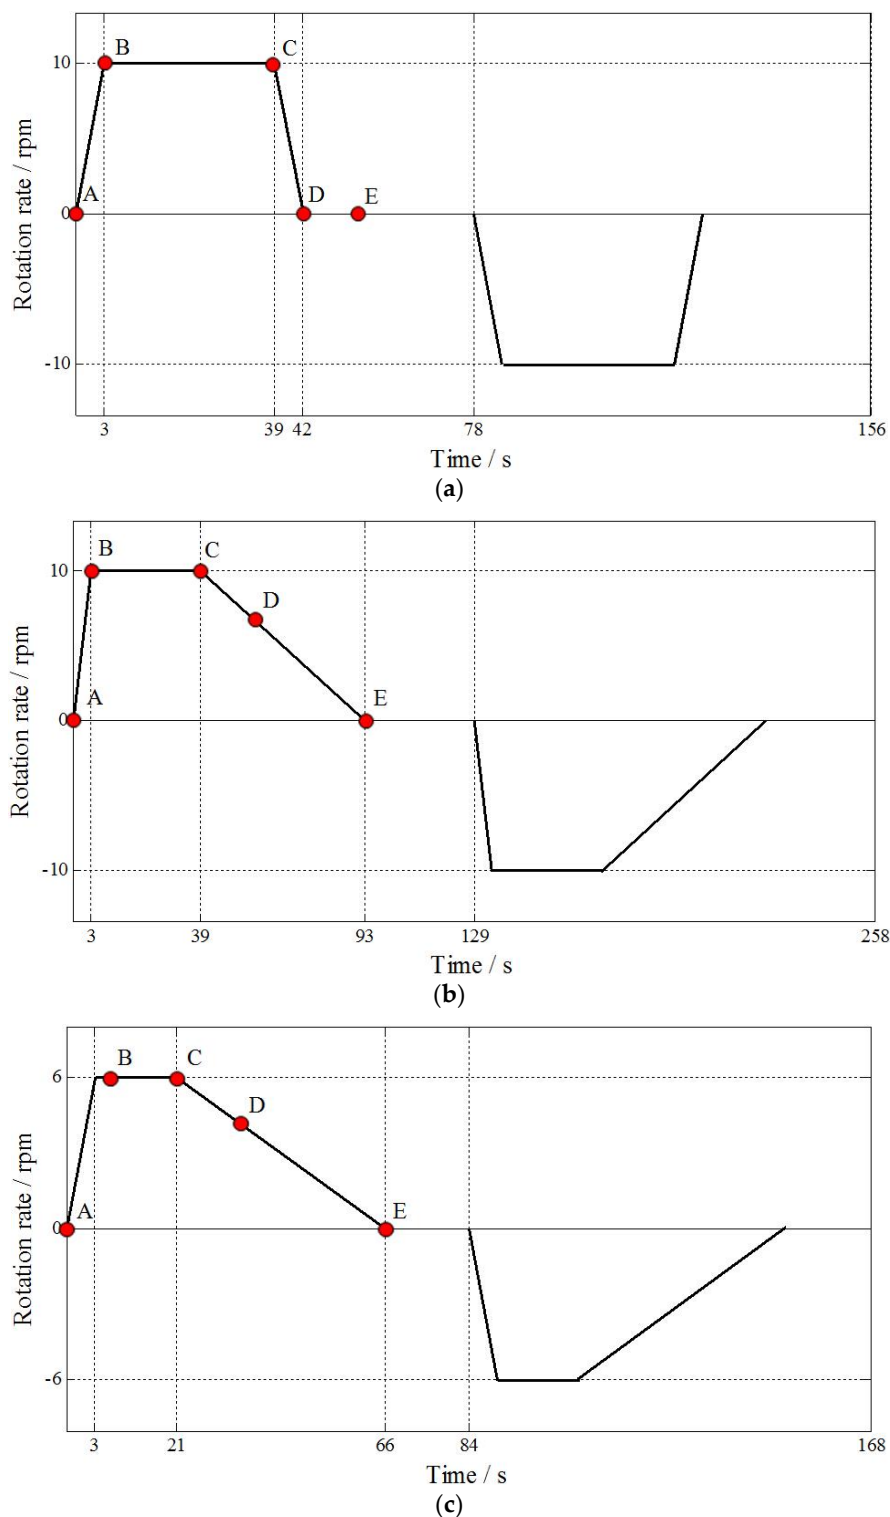 10
B
C
Rotation rate / rpm
A
D
E
0
-10
3
39
42
78
156
Time / s
(a)
B
C
10
D
Rotation rate / rpm
A
E
0
-10
3
39
93
129
258
Time / s
(b)
B
C
6
D
Rotation rate / rpm
A
E
0
-6
3
21
66
84
168
Time / s
(c)